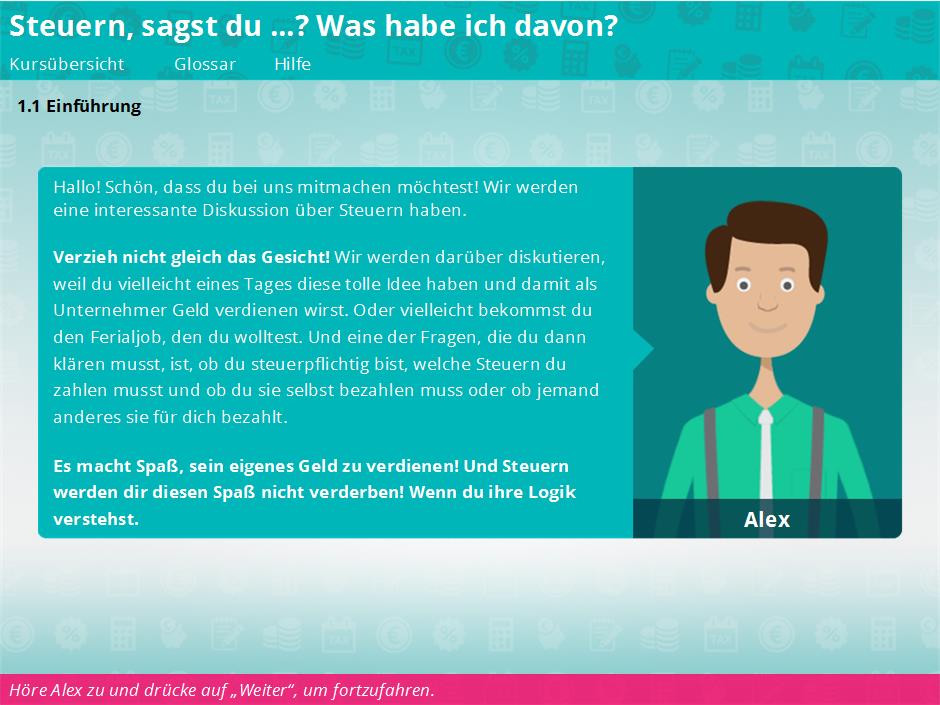 Steuern, sagst du ...? Was habe ich davon?
Kursübersicht Glossar Hilfe
1.1 Einführung
Hallo! Schön, dass du bei uns mitmachen möchtest! Wir werden
eine interessante Diskussion über Steuern haben.
Verzieh nicht gleich das Gesicht! Wir werden darüber diskutieren,
weil du vielleicht eines Tages diese tolle Idee haben und damit als
Unternehmer Geld verdienen wirst. Oder vielleicht bekommst du
den Ferialjob, den du wolltest. Und eine der Fragen, die du dann
klären musst, ist, ob du steuerpflichtig bist, welche Steuern du
zahlen musst und ob du sie selbst bezahlen muss oder ob jemand
anderes sie für dich bezahlt.
Es macht Spaß, sein eigenes Geld zu verdienen! Und Steuern
werden dir diesen Spaß nicht verderben! Wenn du ihre Logik
verstehst.
Alex
Höre Alex zu und drücke auf „Weiter“, um fortzufahren.